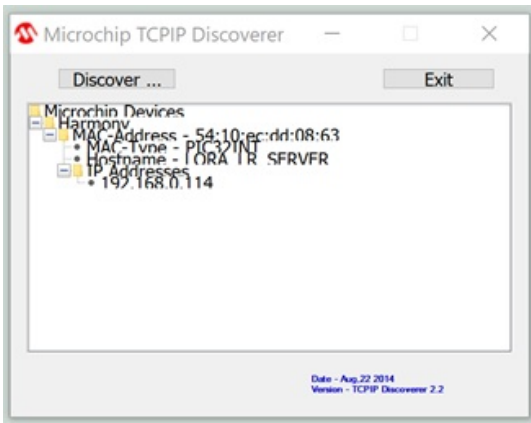 Microchip TCPIP Discoverer
Discover ...
Exit
Microchip Devices
Harmony
MAC-Address - 54:10:ec:dd:08:63
MAC-Type - PIC32INT
Hostname - LORA_LR_SERVER
IP Addresses
192.168.0.114
Date - Aug,22 2014
Version - TCPIP Discoverer 2.2